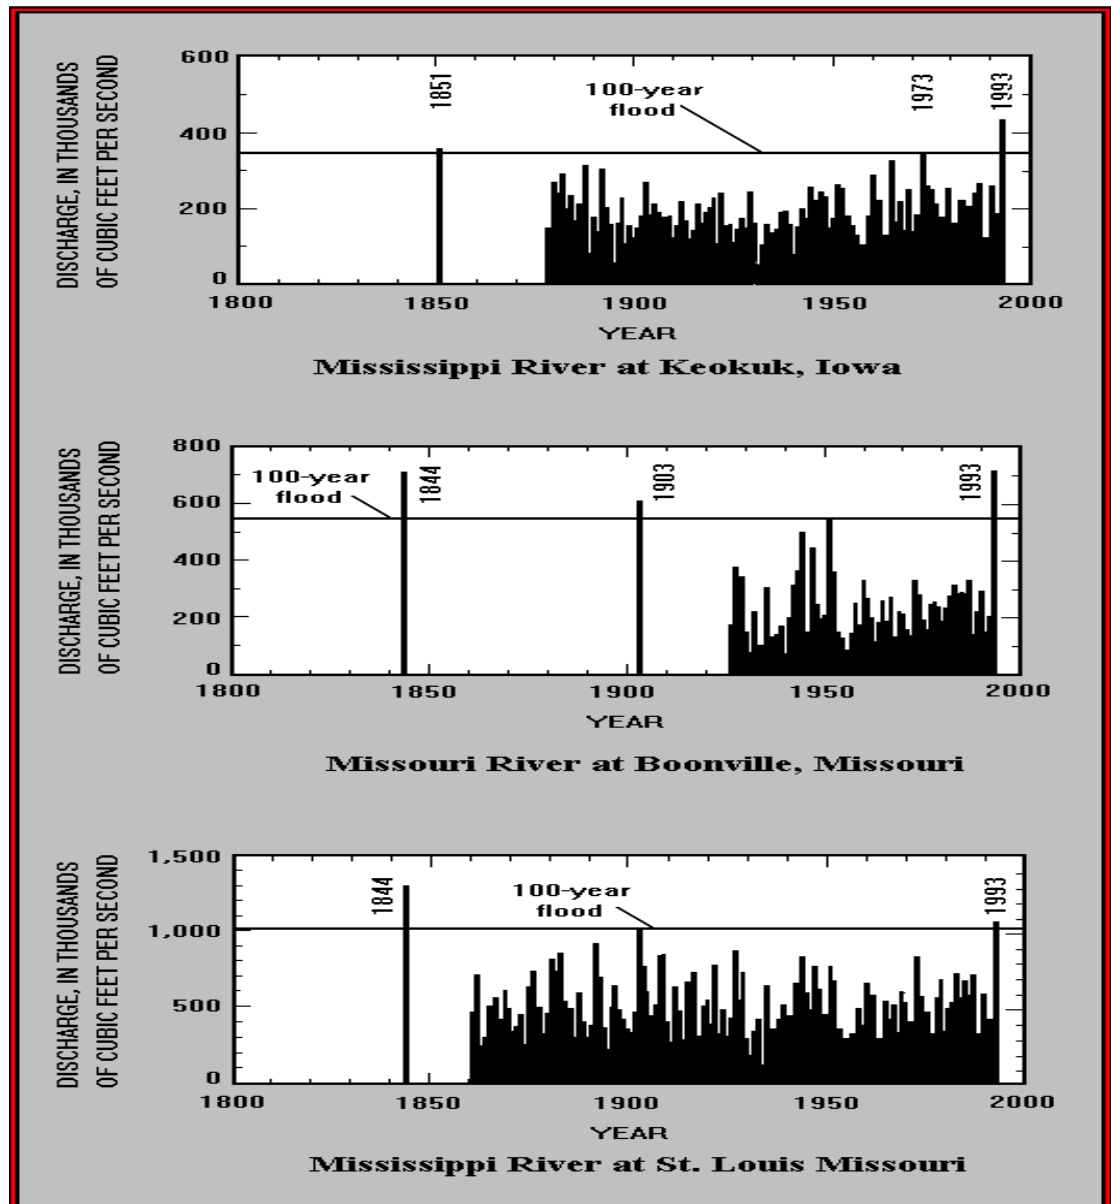 DISCHARGE, IN THOUSANDS
OF CUBIC FEET PER SECOND
600
400
200
0
1851
100-year
flood
1973
1993
1800
1850
1900
1950
2000
YEAR
Mississippi River at Keokuk, Iowa
DISCHARGE, IN THOUSANDS
OF CUBIC FEET PER SECOND
800
600
400
200
0
100-year
flood
1844
1903
1993
1800
1850
1900
1950
2000
YEAR
Missouri River at Boonville, Missouri
DISCHARGE, IN THOUSANDS
OF CUBIC FEET PER SECOND
1,500
1,000
500
0
1844
100-year
flood
1993
1800
1850
1900
1950
2000
YEAR
Mississippi River at St. Louis Missouri